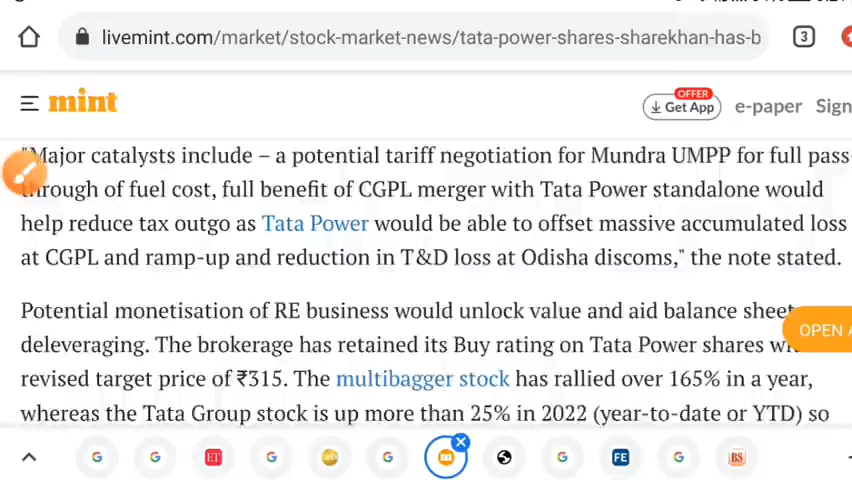 livemint.com/market/stock-market-news/tata-power-shares-sharekhan-has-b
3
mint
OFFER
Get App
e-paper
Sign
"Major catalysts include – a potential tariff negotiation for Mundra UMPP for full pass
through of fuel cost, full benefit of CGPL merger with Tata Power standalone would
help reduce tax outgo as Tata Power would be able to offset massive accumulated loss
at CGPL and ramp-up and reduction in T&D loss at Odisha discoms," the note stated.
Potential monetisation of RE business would unlock value and aid balance sheet
OPEN A
deleveraging. The brokerage has retained its Buy rating on Tata Power shares
revised target price of ₹315. The multibagger stock has rallied over 165% in a year,
whereas the Tata Group stock is up more than 25% in 2022 (year-to-date or YTD) so
G G ET G G m G FE G BS